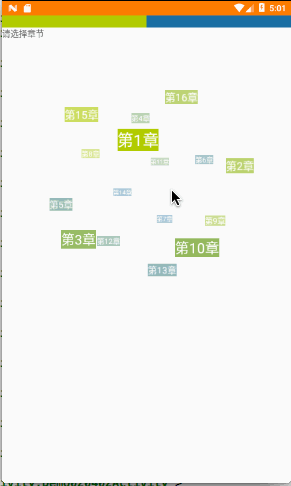 5:01
请选择章节
第16章
第15章
第4章
第1章
第8章
第11章
第6章
第2章
第14章
第5章
第7章
第9章
第3章
第12章
第10章
第13章